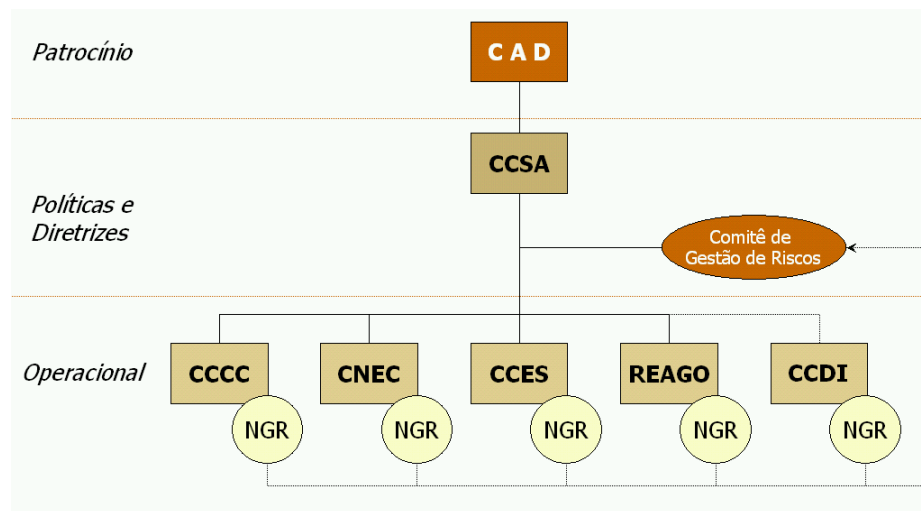 Patrocínio
C A D
CCSA
Políticas e
Diretrizes
Comitê de
Gestão de Riscos
Operacional
CCCC
CNEC
CCES
REAGO
CCDI
NGR
NGR
NGR
NGR
NGR